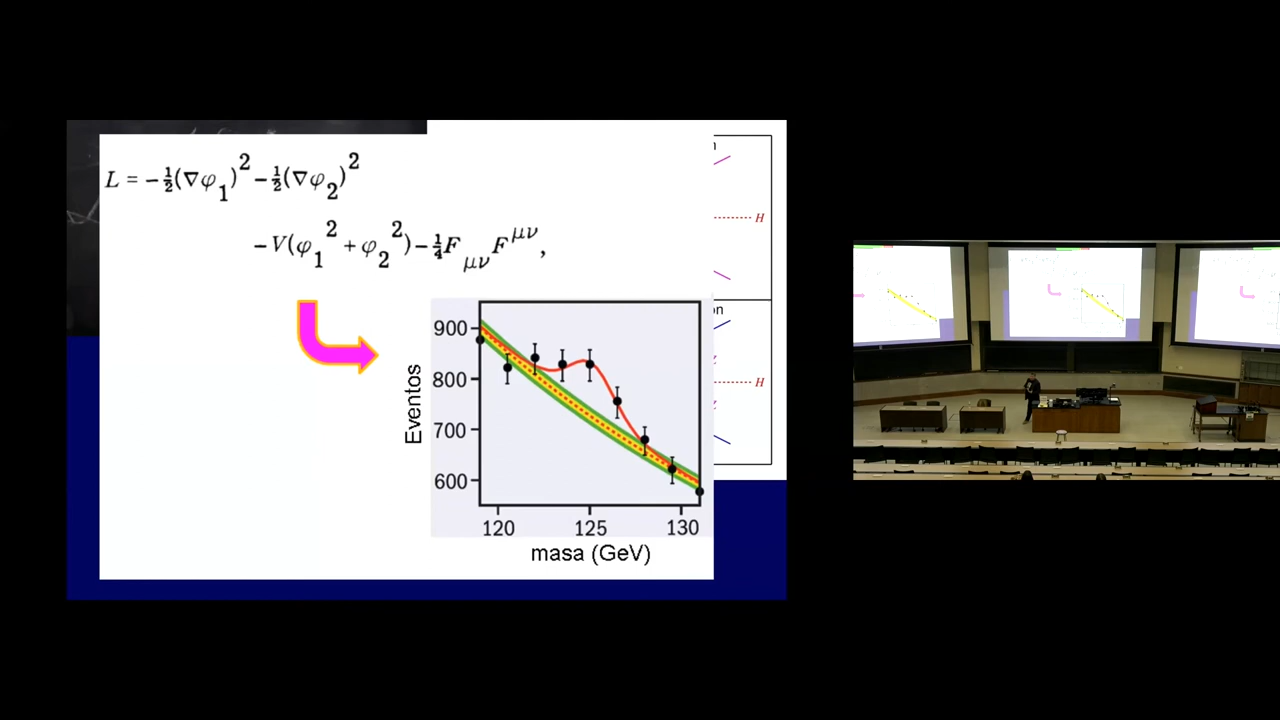 L = −½(∇φ₁)² − ½(∇φ₂)²
− V(φ₁² + φ₂²) − ¼F_μν F^μν,
n
H
900
800
700
600
Eventos
120 125 130
masa (GeV)
n
H